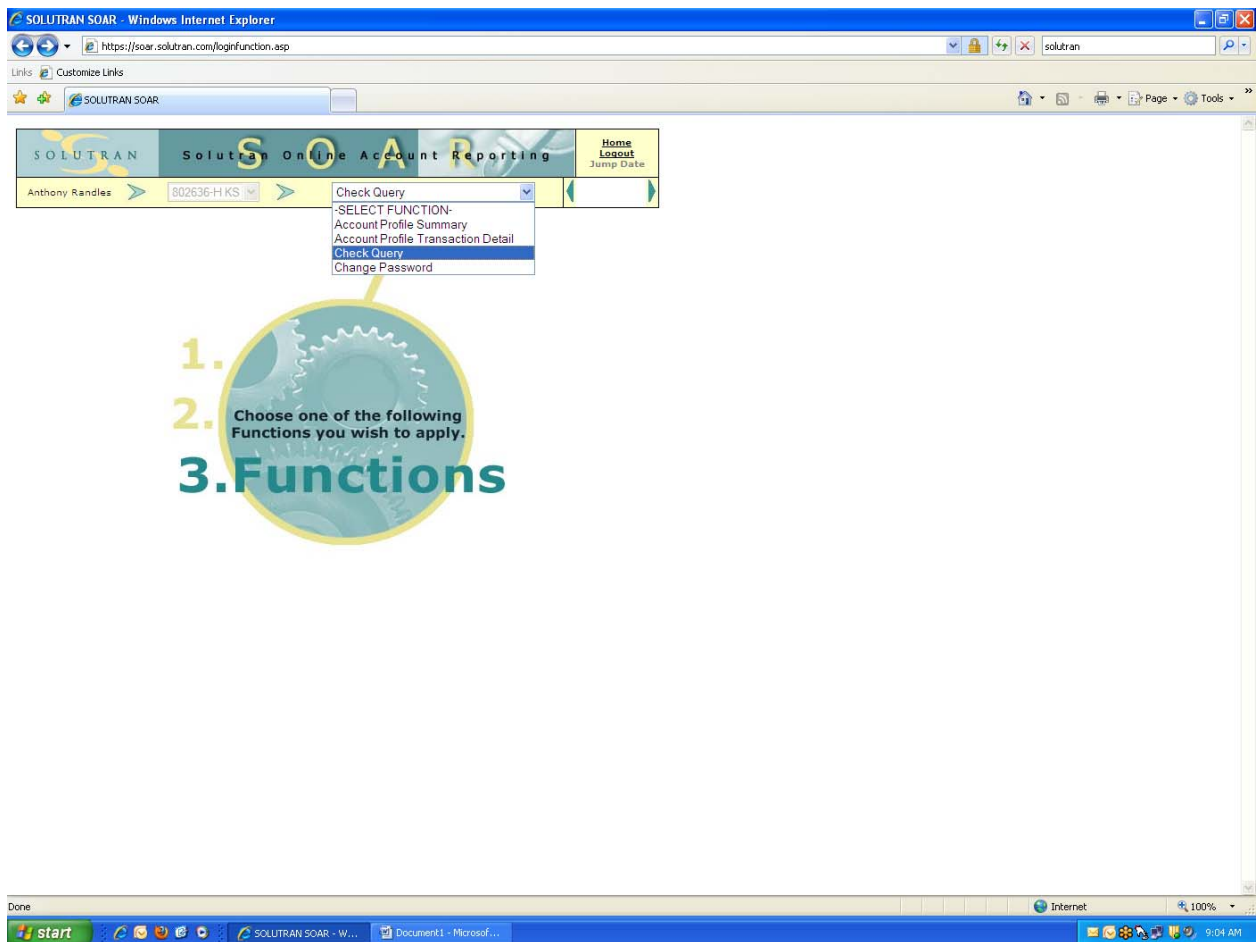 SOLUTRAN SOAR - Windows Internet Explorer
https://soar.solutran.com/loginfunction.asp
solutran
Links Customize Links
SOLUTRAN SOAR
Page Tools »
SOLUTRAN
Solutran Online Account Reporting
Home
Logout
Jump Date
Anthony Randles
802636-H KS
Check Query
-SELECT FUNCTION-
Account Profile Summary
Account Profile Transaction Detail
Check Query
Change Password
1.
2.
Choose one of the following
Functions you wish to apply.
3.Functions
Done
Internet
100%
start
SOLUTRAN SOAR - W...
Document1 - Microsof...
9:04 AM